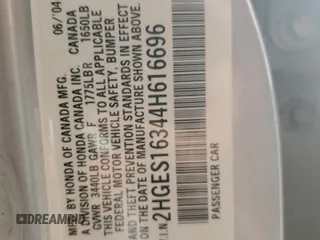 MFD. BY HONDA OF CANADA MFG. 06/'04
A DIVISION OF HONDA CANADA INC. CANADA
GVWR 3440LB GAWR F 1775LB R 1650LB
THIS VEHICLE CONFORMS TO ALL APPLICABLE
FEDERAL MOTOR VEHICLE SAFETY, BUMPER
AND THEFT PREVENTION STANDARDS IN EFFECT
ON THE DATE OF MANUFACTURE SHOWN ABOVE.
V.I.N. 2HGES16344H616696
PASSENGER CAR
DREAMBID